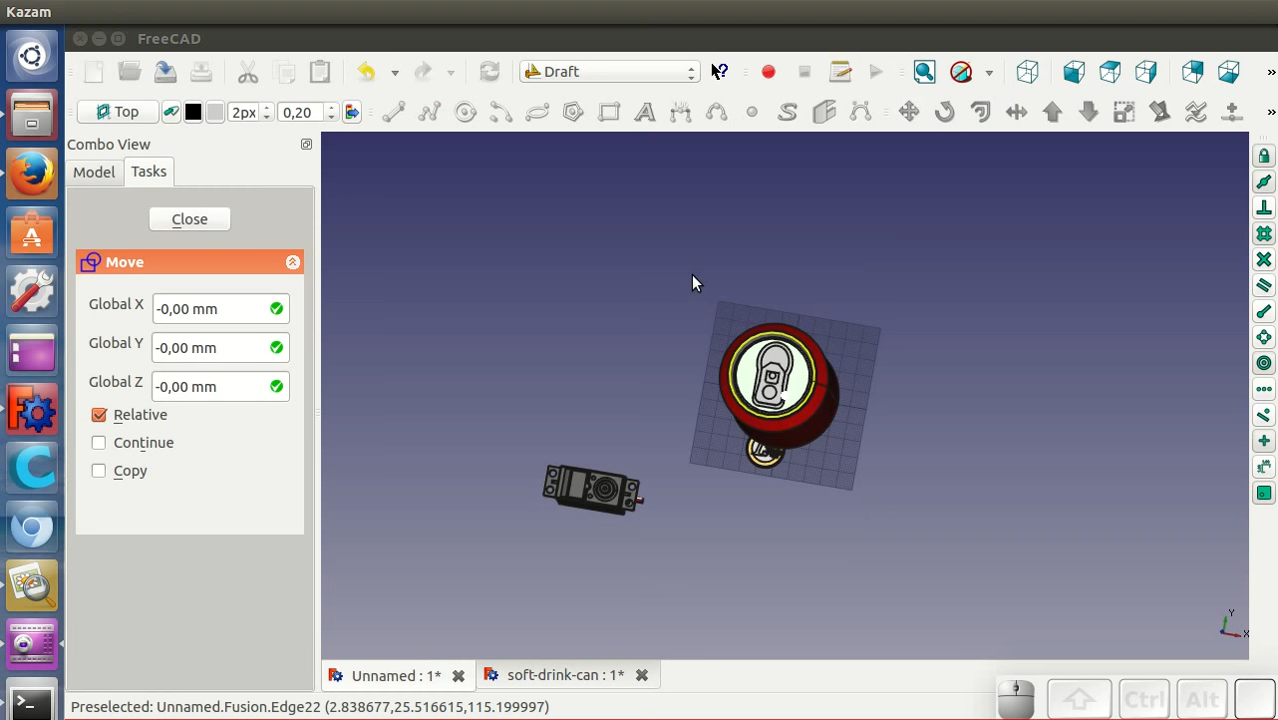 Kazam
FreeCAD
Draft
Top
2px
0,20
»
»
Combo View
Model
Tasks
Close
Move
Global X
-0,00 mm
Global Y
-0,00 mm
Global Z
-0,00 mm
Relative
Continue
Copy
Y
X
Unnamed : 1*
soft-drink-can : 1*
Preselected: Unnamed.Fusion.Edge22 (2.838677,25.516615,115.199997)
Ctrl
Alt